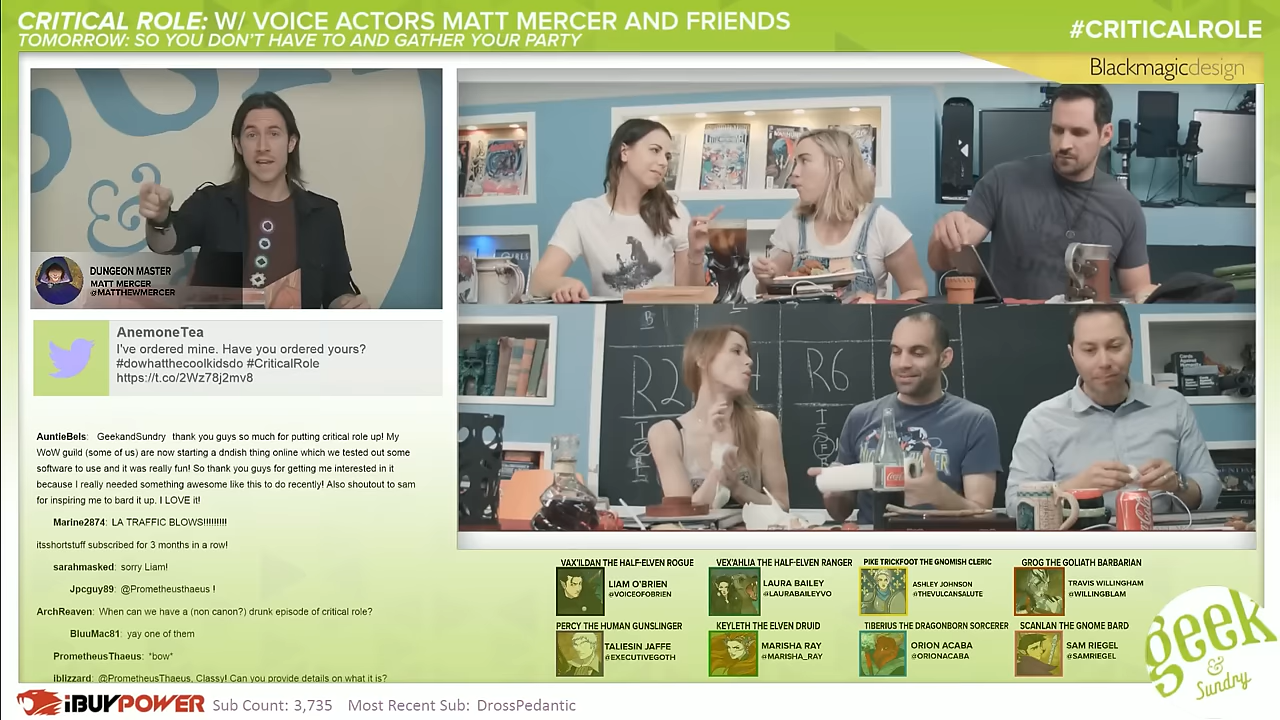 CRITICAL ROLE: W/ VOICE ACTORS MATT MERCER AND FRIENDS
TOMORROW: SO YOU DON'T HAVE TO AND GATHER YOUR PARTY
#CRITICALROLE
Blackmagicdesign
DUNGEON MASTER
MATT MERCER
@MATTHEWMERCER
AnemoneTea
I've ordered mine. Have you ordered yours?
#dowhatthecoolkidsdo #CriticalRole
https://t.co/2Wz78j2mv8
AuntieBels: GeekandSundry thank you guys so much for putting critical role up! My
WoW guild (some of us) are now starting a dndish thing online which we tested out some
software to use and it was really fun! So thank you guys for getting me interested in it
because I really needed something awesome like this to do recently! Also shoutout to sam
for inspiring me to bard it up. I LOVE it!
Marine2874: LA TRAFFIC BLOWS!!!!!!!!!
itsshortstuff subscribed for 3 months in a row!
sarahmasked: sorry Liam!
Jpcguy89: @Prometheusthaeus !
ArchReaven: When can we have a (non canon?) drunk episode of critical role?
BluuMac81: yay one of them
PrometheusThaeus: *bow*
iblizzard: @PrometheusThaeus, Classy! Can you provide details on what it is?
&
B
R2
R6
VAX'ILDAN THE HALF-ELVEN ROGUE
LIAM O'BRIEN
@VOICEOFOBRIEN
VEX'AHLIA THE HALF-ELVEN RANGER
LAURA BAILEY
@LAURABAILEYVO
PIKE TRICKFOOT THE GNOMISH CLERIC
ASHLEY JOHNSON
@THEVULCANSALUTE
GROG THE GOLIATH BARBARIAN
TRAVIS WILLINGHAM
@WILLINGBLAM
PERCY THE HUMAN GUNSLINGER
TALIESIN JAFFE
@EXECUTIVEGOTH
KEYLETH THE ELVEN DRUID
MARISHA RAY
@MARISHA_RAY
TIBERIUS THE DRAGONBORN SORCERER
ORION ACABA
@ORIONACABA
SCANLAN THE GNOME BARD
SAM RIEGEL
@SAMRIEGEL
geek
&
Sundry
iBUYPOWER
Sub Count: 3,735 Most Recent Sub: DrossPedantic